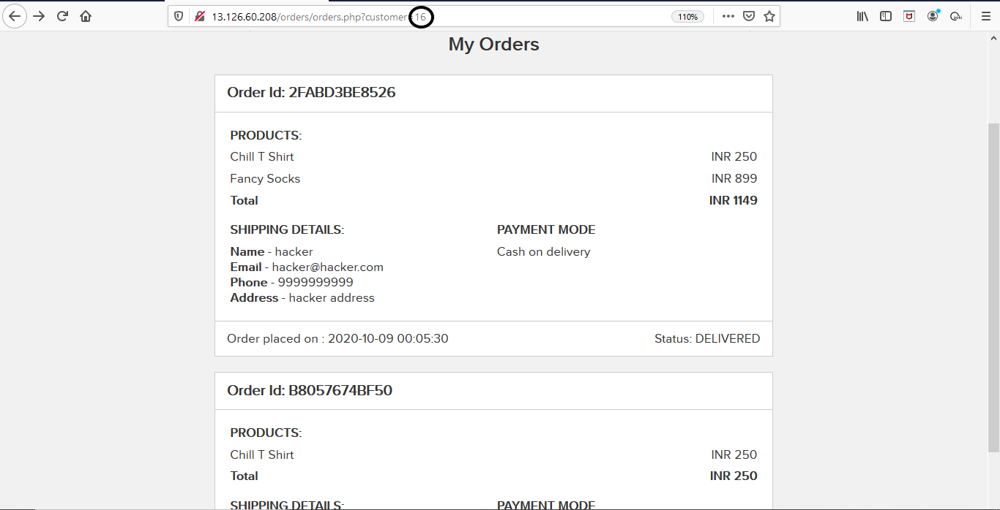 13.126.60.208/orders/orders.php?customer=16
110%
My Orders
Order Id: 2FABD3BE8526
PRODUCTS:
Chill T Shirt INR 250
Fancy Socks INR 899
Total INR 1149
SHIPPING DETAILS: PAYMENT MODE
Name - hacker Cash on delivery
Email - hacker@hacker.com
Phone - 9999999999
Address - hacker address
Order placed on : 2020-10-09 00:05:30 Status: DELIVERED
Order Id: B8057674BF50
PRODUCTS:
Chill T Shirt INR 250
Total INR 250
SHIPPING DETAILS: PAYMENT MODE